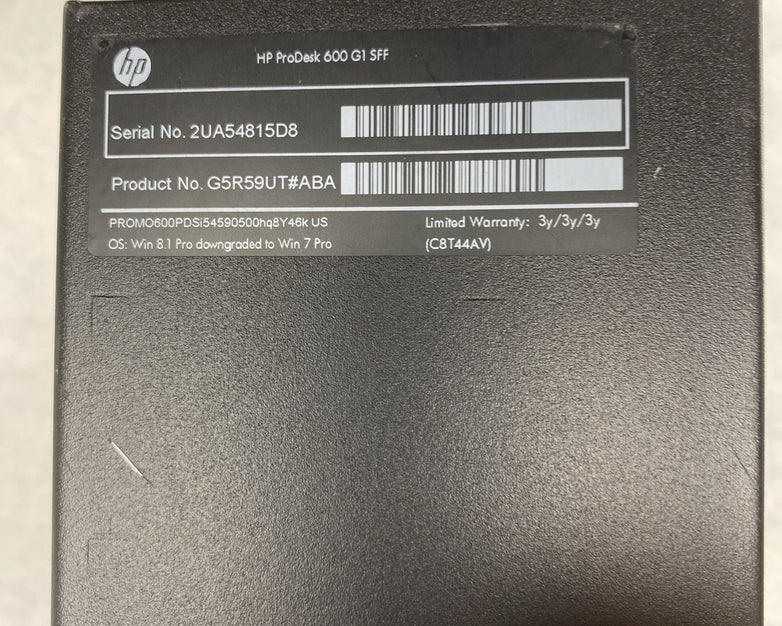 hp
HP ProDesk 600 G1 SFF
Serial No. 2UA54815D8
Product No. G5R59UT#ABA
PROMO600PDSi54590500hq8Y46k US
Limited Warranty: 3y/3y/3y
OS: Win 8.1 Pro downgraded to Win 7 Pro
(C8T44AV)